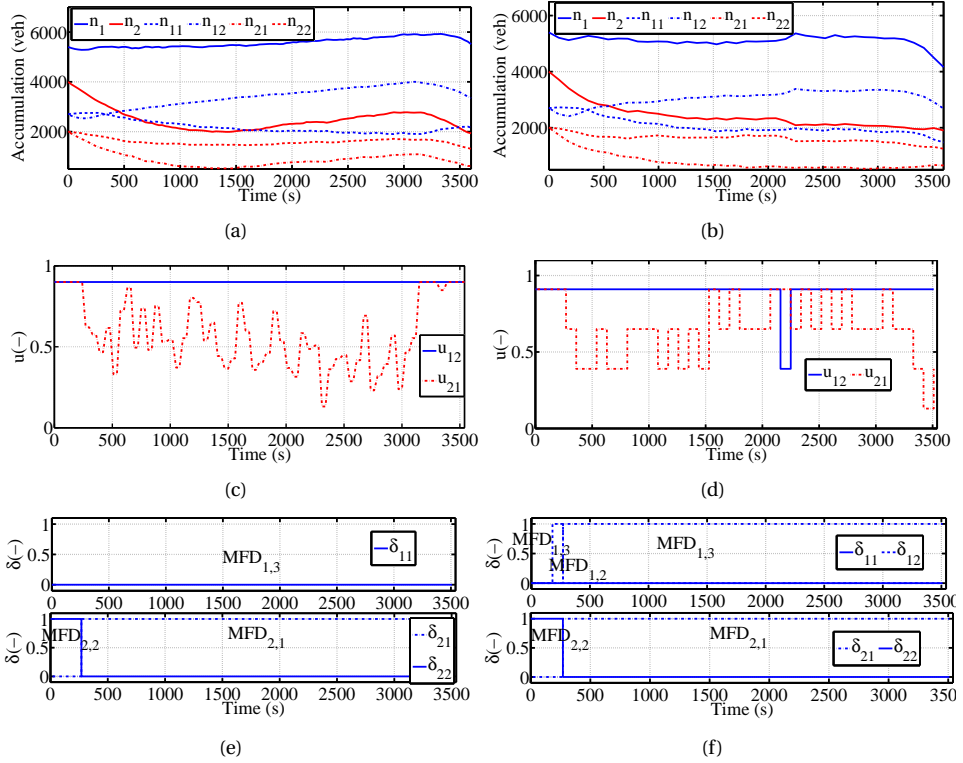 n1 n2 n11 n12 n21 n22
Accumulation (veh)
6000
4000
2000
0 500 1000 1500 2000 2500 3000 3500
Time (s)
(a)
n1 n2 n11 n12 n21 n22
Accumulation (veh)
6000
4000
2000
0 500 1000 1500 2000 2500 3000 3500
Time (s)
(b)
u(−)
1
0.5
0
u12
u21
0 500 1000 1500 2000 2500 3000 3500
Time (s)
(c)
u(−)
1
0.5
0
u12 u21
0 500 1000 1500 2000 2500 3000 3500
Time (s)
(d)
δ(−)
1
0.5
0
MFD1,3
δ11
0 500 1000 1500 2000 2500 3000 3500
δ(−)
1
0.5
0
MFD2,2
MFD2,1
δ21
δ22
0 500 1000 1500 2000 2500 3000 3500
Time (s)
(e)
δ(−)
1
0.5
0
MFD1,3
MFD1,2
MFD1,3
δ11 δ12
0 500 1000 1500 2000 2500 3000 3500
δ(−)
1
0.5
0
MFD2,2
MFD2,1
δ21 δ22
0 500 1000 1500 2000 2500 3000 3500
Time (s)
(f)